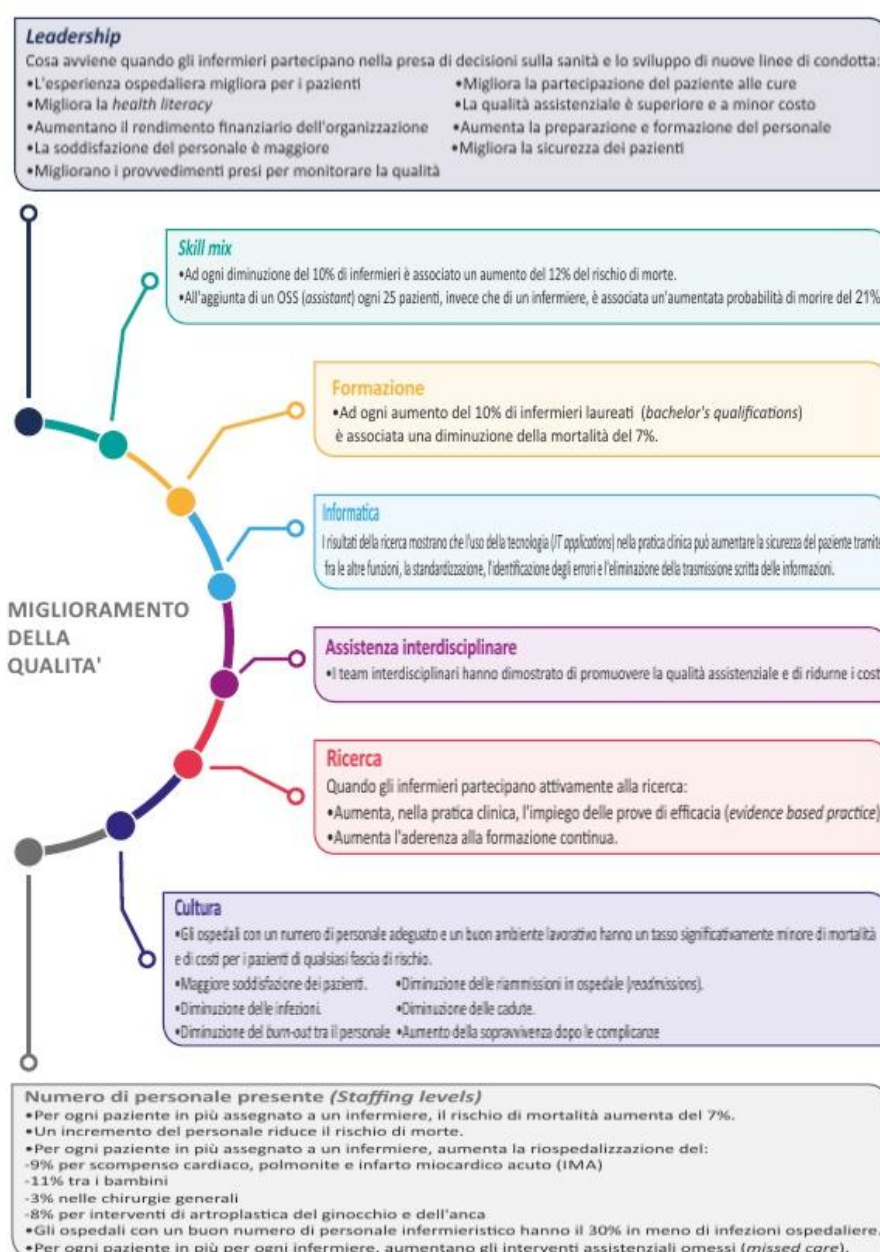 Leadership
Cosa avviene quando gli infermieri partecipano nella presa di decisioni sulla sanità e lo sviluppo di nuove linee di condotta:
•L'esperienza ospedaliera migliora per i pazienti
•Migliora la partecipazione del paziente alle cure
•Migliora la health literacy
•La qualità assistenziale è superiore e a minor costo
•Aumentano il rendimento finanziario dell'organizzazione
•Aumenta la preparazione e formazione del personale
•La soddisfazione del personale è maggiore
•Migliora la sicurezza dei pazienti
•Migliorano i provvedimenti presi per monitorare la qualità
Skill mix
•Ad ogni diminuzione del 10% di infermieri è associato un aumento del 12% del rischio di morte.
•All'aggiunta di un OSS (assistant) ogni 25 pazienti, invece che di un infermiere, è associata un'aumentata probabilità di morire del 21%
Formazione
•Ad ogni aumento del 10% di infermieri laureati (bachelor's qualifications)
è associata una diminuzione della mortalità del 7%.
Informatica
I risultati della ricerca mostrano che l'uso della tecnologia (IT applications) nella pratica clinica può aumentare la sicurezza del paziente tramite
fra le altre funzioni, la standardizzazione, l'identificazione degli errori e l'eliminazione della trasmissione scritta delle informazioni.
MIGLIORAMENTO
DELLA
QUALITA'
Assistenza interdisciplinare
•I team interdisciplinari hanno dimostrato di promuovere la qualità assistenziale e di ridurne i cost
Ricerca
Quando gli infermieri partecipano attivamente alla ricerca:
•Aumenta, nella pratica clinica, l'impiego delle prove di efficacia (evidence based practice)
•Aumenta l'aderenza alla formazione continua.
Cultura
•Gli ospedali con un numero di personale adeguato e un buon ambiente lavorativo hanno un tasso significativamente minore di mortalità
e di costi per i pazienti di qualsiasi fascia di rischio.
•Maggiore soddisfazione dei pazienti.
•Diminuzione delle riammissioni in ospedale (readmissions).
•Diminuzione delle infezioni.
•Diminuzione delle cadute.
•Diminuzione del burn-out tra il personale
•Aumento della sopravvivenza dopo le complicanze
Numero di personale presente (Staffing levels)
•Per ogni paziente in più assegnato a un infermiere, il rischio di mortalità aumenta del 7%.
•Un incremento del personale riduce il rischio di morte.
•Per ogni paziente in più assegnato a un infermiere, aumenta la riospedalizzazione del:
-9% per scompenso cardiaco, polmonite e infarto miocardico acuto (IMA)
-11% tra i bambini
-3% nelle chirurgie generali
-8% per interventi di artroplastica del ginocchio e dell'anca
•Gli ospedali con un buon numero di personale infermieristico hanno il 30% in meno di infezioni ospedaliere.
•Per ogni paziente in più per ogni infermiere, aumentano gli interventi assistenziali omessi (missed care).